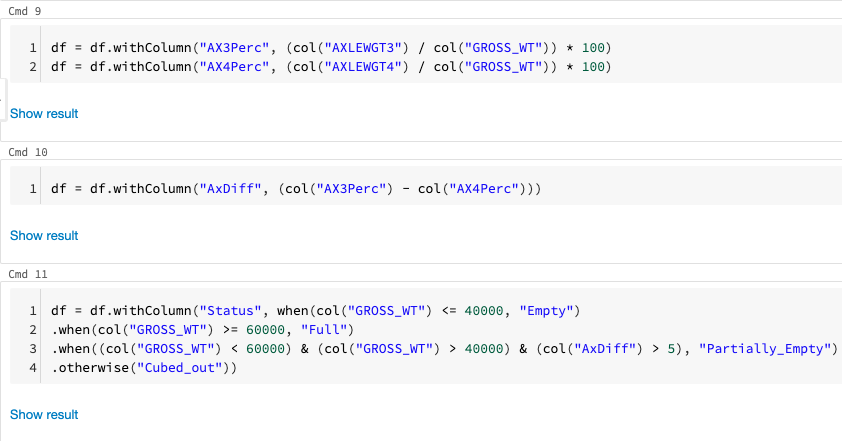 Cmd 9
1 df = df.withColumn("AX3Perc", (col("AXLEWGT3") / col("GROSS_WT")) * 100)
2 df = df.withColumn("AX4Perc", (col("AXLEWGT4") / col("GROSS_WT")) * 100)
Show result
Cmd 10
1 df = df.withColumn("AxDiff", (col("AX3Perc") - col("AX4Perc")))
Show result
Cmd 11
1 df = df.withColumn("Status", when(col("GROSS_WT") <= 40000, "Empty")
2 .when(col("GROSS_WT") >= 60000, "Full")
3 .when((col("GROSS_WT") < 60000) & (col("GROSS_WT") > 40000) & (col("AxDiff") > 5), "Partially_Empty")
4 .otherwise("Cubed_out"))
Show result